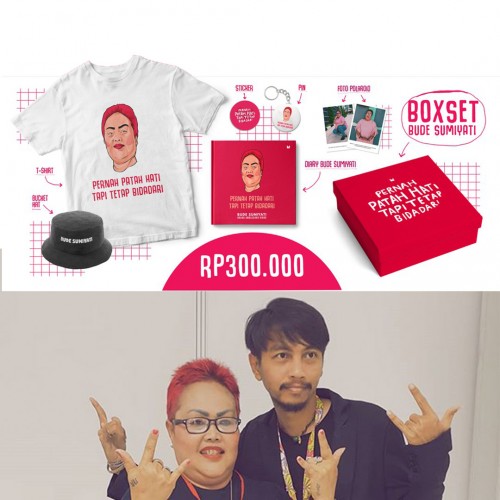 STICKER
PIN
FOTO POLAROID
BOXSET
BUDE SUMIYATI
PERNAH PATAH HATI
TAPI TETAP BIDADARI
T-SHIRT
BUCKET
HAT
BUDE SUMIYATI
PERNAH PATAH HATI
TAPI TETAP BIDADARI
BUDE SUMIYATI
DIARY BUDE SUMIYATI
PERNAH
PATAH HATI,
TAPI TETAP
BIDADARI
RP300.000